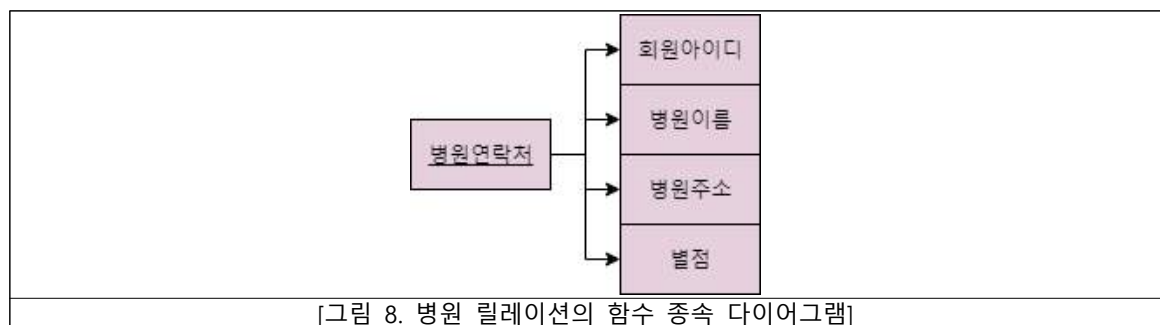 회원아이디
병원이름
병원연락처
병원주소
별점
[그림 8. 병원 릴레이션의 함수 종속 다이어그램]